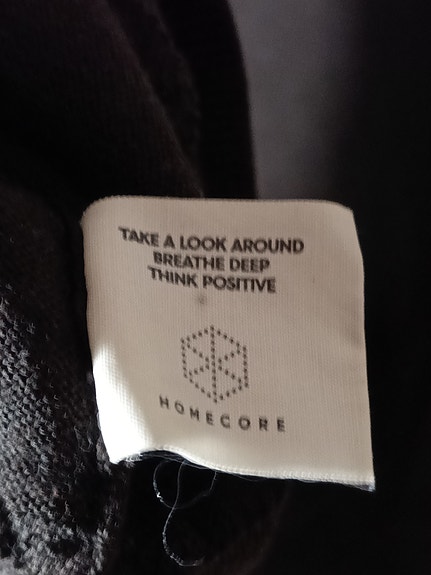 TAKE A LOOK AROUND
BREATHE DEEP
THINK POSITIVE
HOMECORE